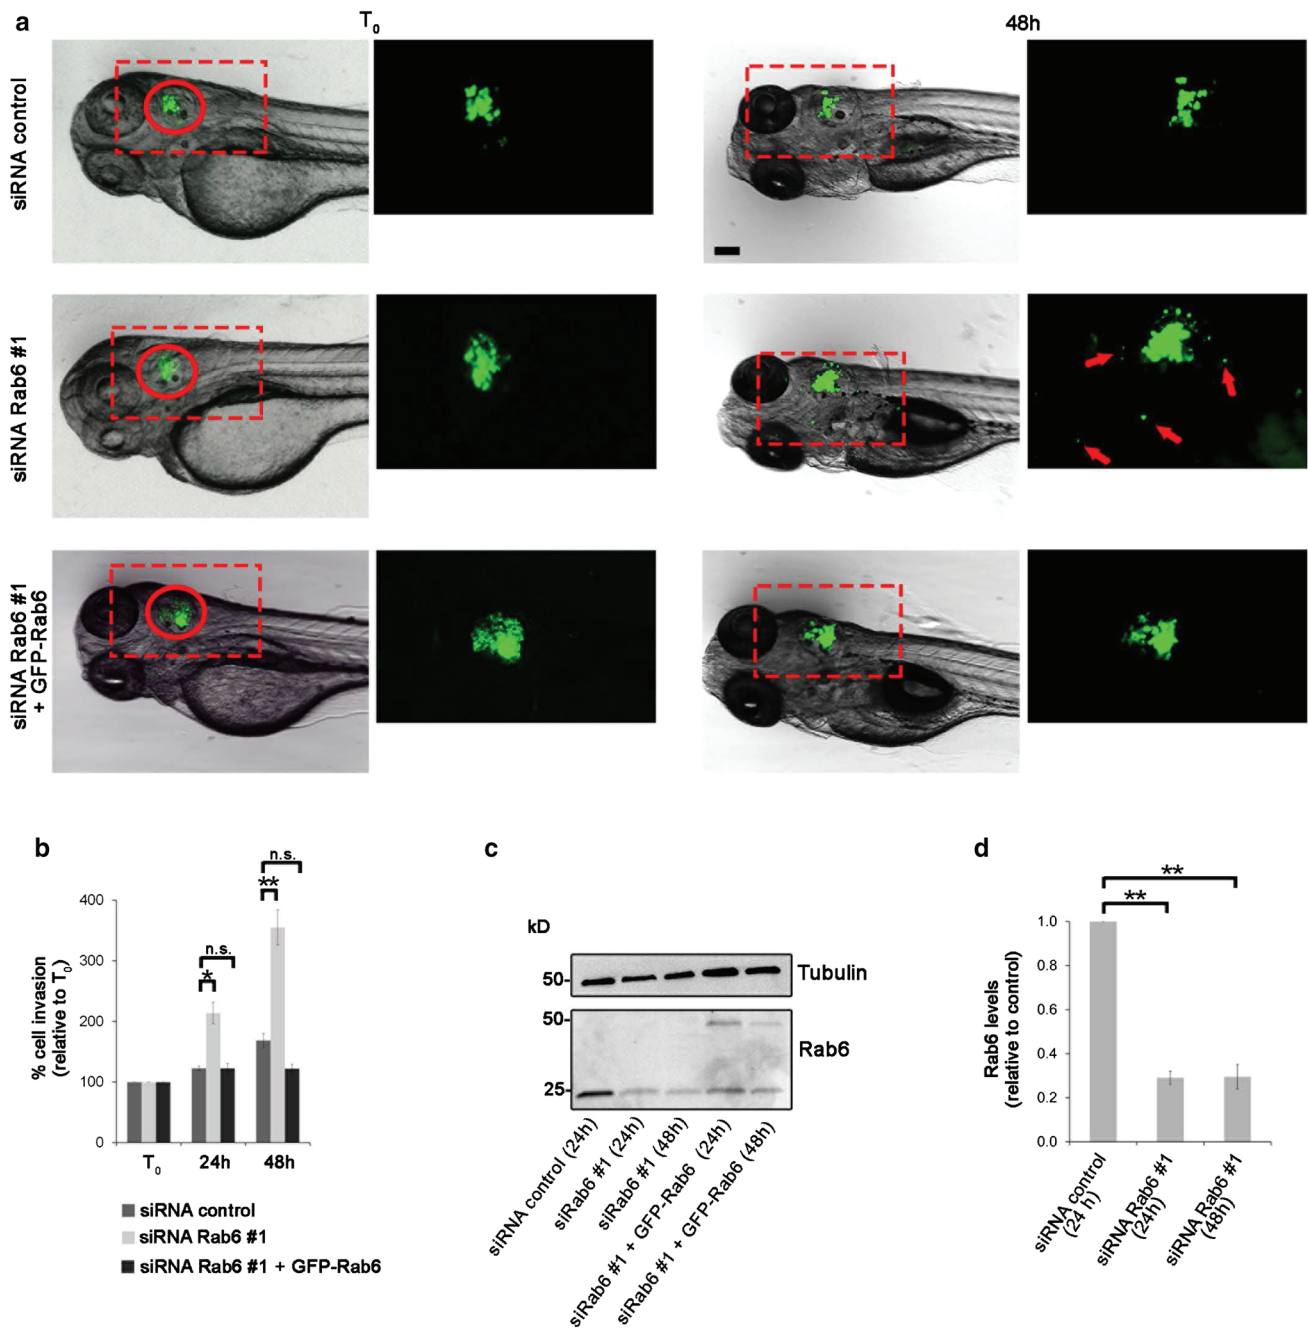 a
T0
48h
siRNA control
siRNA Rab6 #1
siRNA Rab6 #1
+ GFP-Rab6
b
n.s.
**
n.s.
*
400
300
200
100
0
% cell invasion
(relative to T0)
T0
24h
48h
siRNA control
siRNA Rab6 #1
siRNA Rab6 #1 + GFP-Rab6
c
kD
50
Tubulin
50
Rab6
25
siRNA control (24h)
siRab6 #1 (24h)
siRab6 #1 (48h)
siRab6 #1 + GFP-Rab6 (24h)
siRab6 #1 + GFP-Rab6 (48h)
d
**
**
1.0
0.8
0.6
0.4
0.2
0.0
Rab6 levels
(relative to control)
siRNA control
(24 h)
siRNA Rab6 #1
(24h)
siRNA Rab6 #1
(48h)